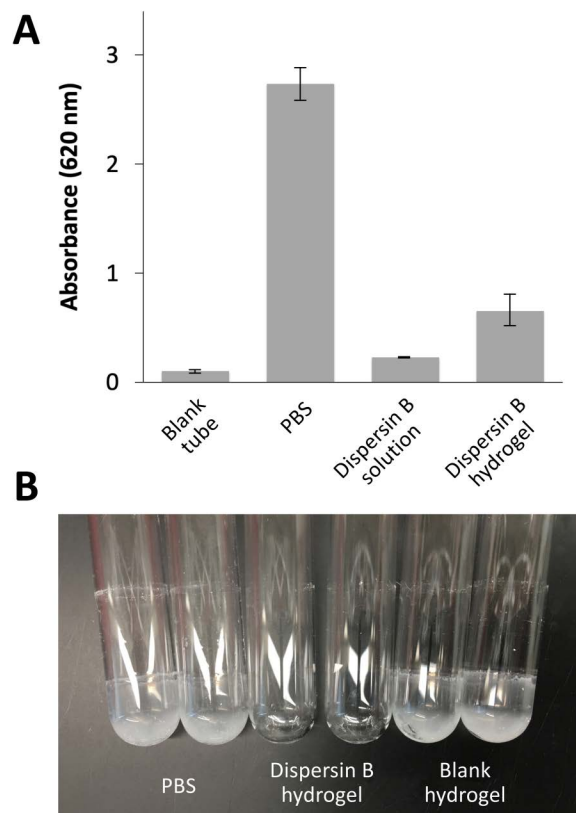 A
Absorbance (620 nm)
3
2
1
0
Blank
tube
PBS
Dispersin B
solution
Dispersin B
hydrogel
B
PBS
Dispersin B
hydrogel
Blank
hydrogel